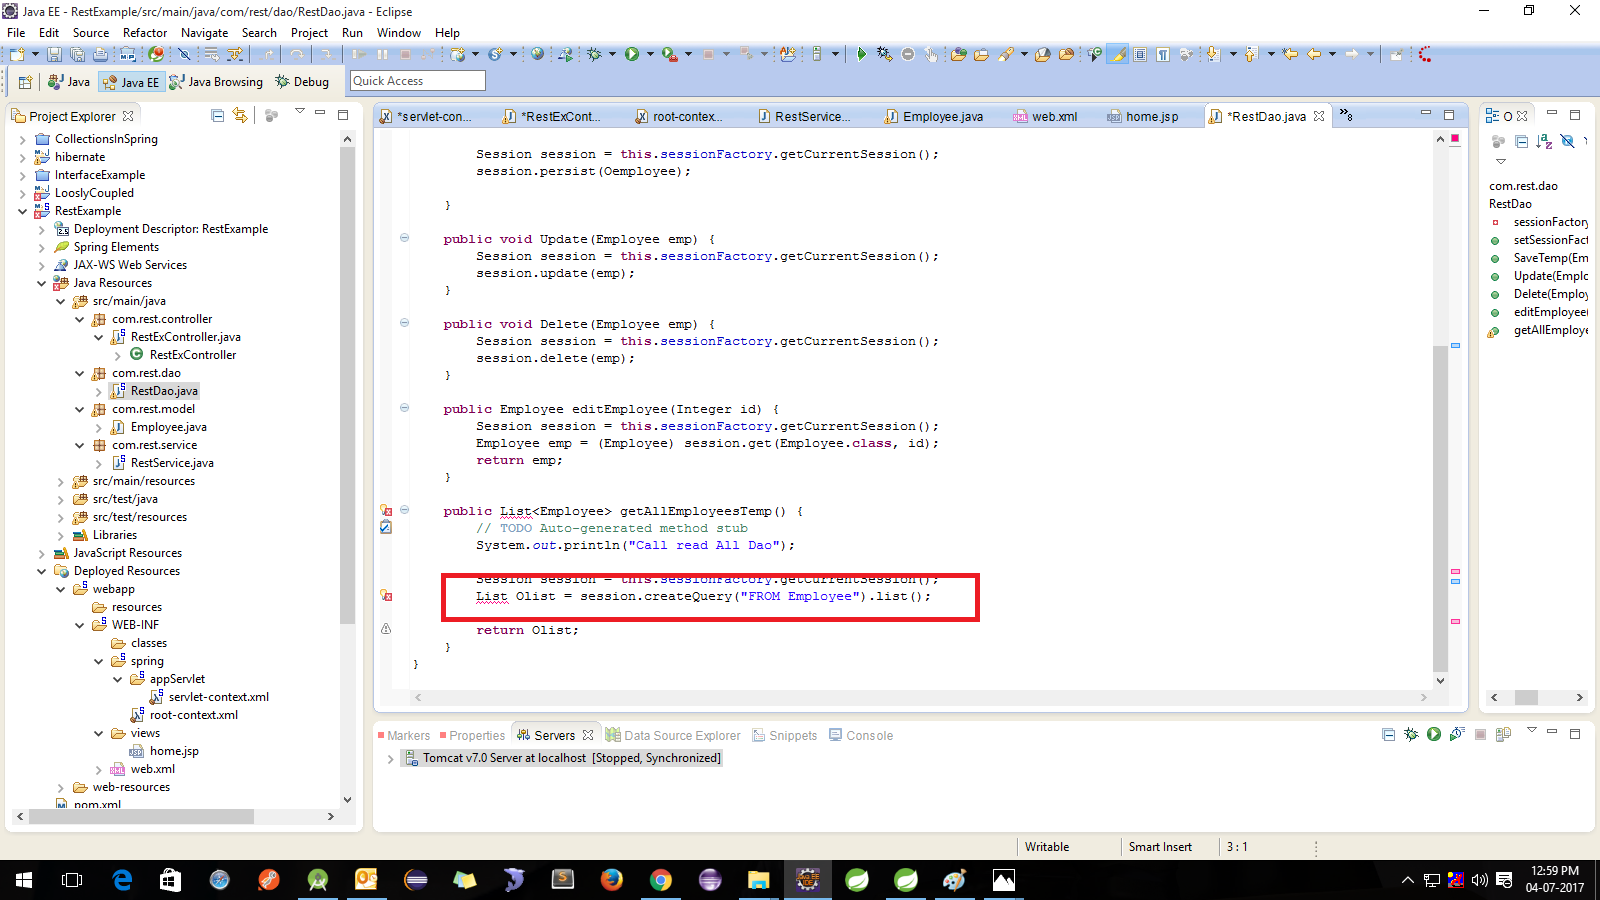 Java EE - RestExample/src/main/java/com/rest/dao/RestDao.java - Eclipse
File Edit Source Refactor Navigate Search Project Run Window Help
Java Java EE Java Browsing Debug Quick Access
Project Explorer
CollectionsInSpring
hibernate
InterfaceExample
LooslyCoupled
RestExample
Deployment Descriptor: RestExample
Spring Elements
JAX-WS Web Services
Java Resources
src/main/java
com.rest.controller
RestExController.java
RestExController
com.rest.dao
RestDao.java
com.rest.model
Employee.java
com.rest.service
RestService.java
src/main/resources
src/test/java
src/test/resources
Libraries
JavaScript Resources
Deployed Resources
webapp
resources
WEB-INF
classes
spring
appServlet
servlet-context.xml
root-context.xml
views
home.jsp
web.xml
web-resources
pom.xml
*servlet-con... *RestExCont... root-contex... RestService... Employee.java web.xml home.jsp *RestDao.java »8
Session session = this.sessionFactory.getCurrentSession();
session.persist(Oemployee);
}
public void Update(Employee emp) {
Session session = this.sessionFactory.getCurrentSession();
session.update(emp);
}
public void Delete(Employee emp) {
Session session = this.sessionFactory.getCurrentSession();
session.delete(emp);
}
public Employee editEmployee(Integer id) {
Session session = this.sessionFactory.getCurrentSession();
Employee emp = (Employee) session.get(Employee.class, id);
return emp;
}
public List<Employee> getAllEmployeesTemp() {
// TODO Auto-generated method stub
System.out.println("Call read All Dao");
Session session = this.sessionFactory.getCurrentSession();
List Olist = session.createQuery("FROM Employee").list();
return Olist;
}
}
O
com.rest.dao
RestDao
sessionFactory
setSessionFact
SaveTemp(Em
Update(Emplo
Delete(Employ
editEmployee(
getAllEmploye
Markers Properties Servers Data Source Explorer Snippets Console
Tomcat v7.0 Server at localhost [Stopped, Synchronized]
Writable Smart Insert 3 : 1
12:59 PM
04-07-2017